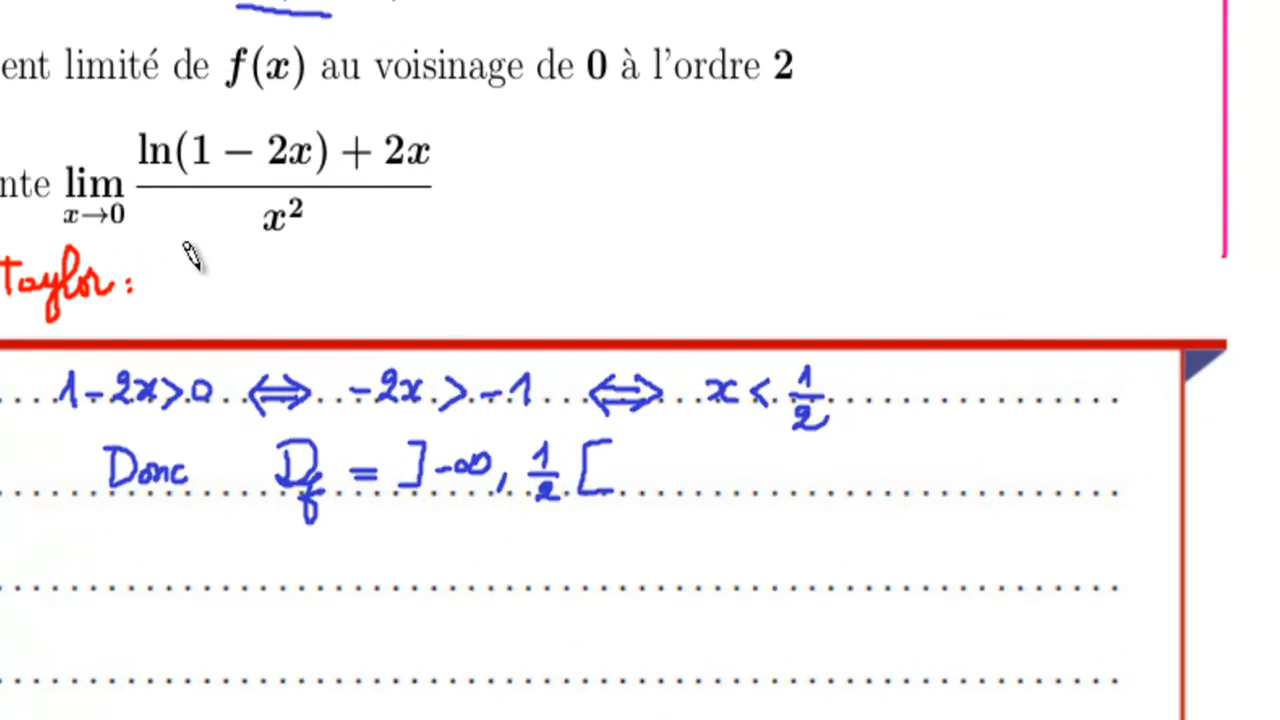 ent limité de f(x) au voisinage de 0 à l'ordre 2
nte lim x→0 ln(1 − 2x) + 2x / x²
Taylor:
1-2x>0 ⇔ -2x > -1 ⇔ x < 1/2
Donc D_f = ]-∞, 1/2[